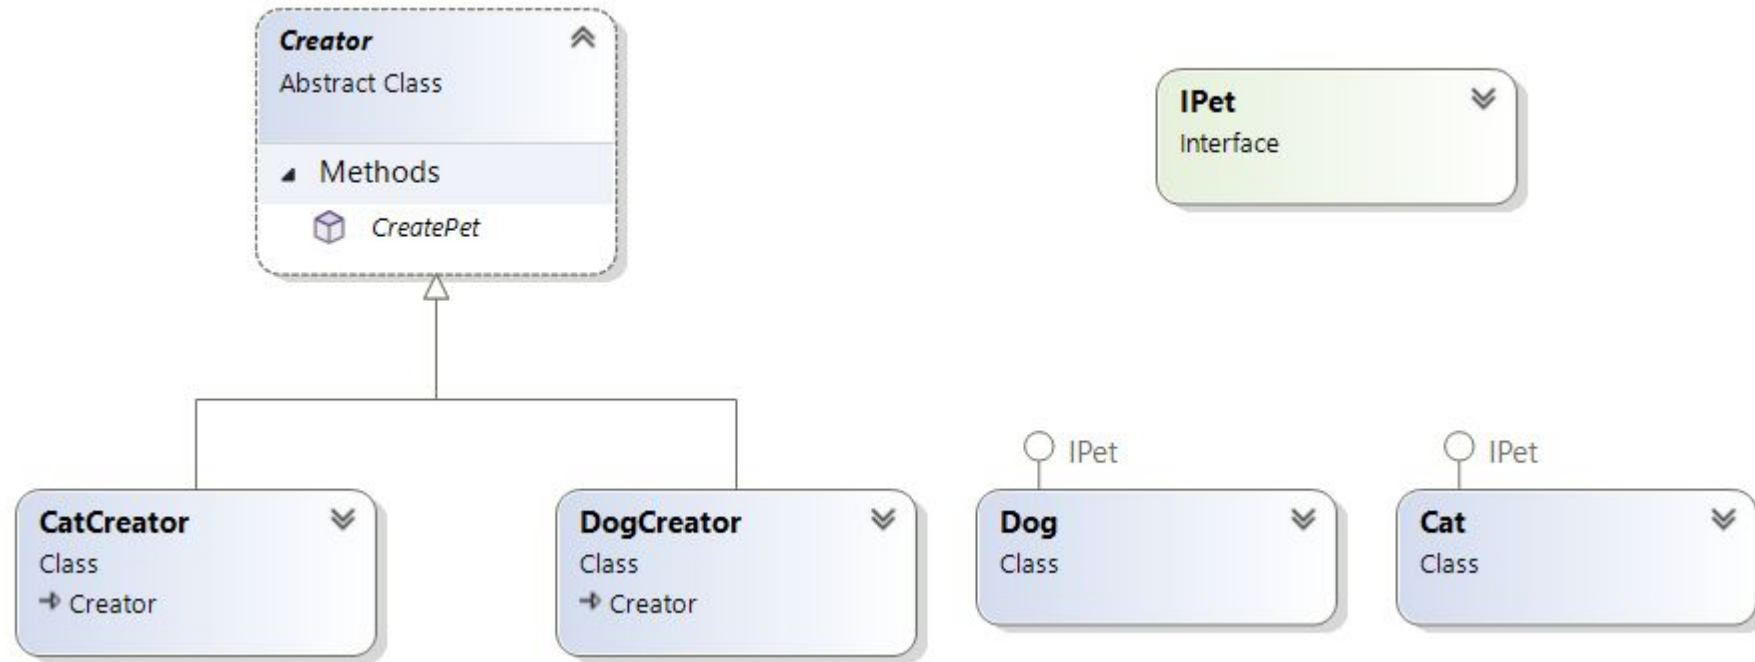 Creator
Abstract Class
Methods
CreatePet
IPet
Interface
CatCreator
Class
Creator
DogCreator
Class
Creator
IPet
Dog
Class
IPet
Cat
Class